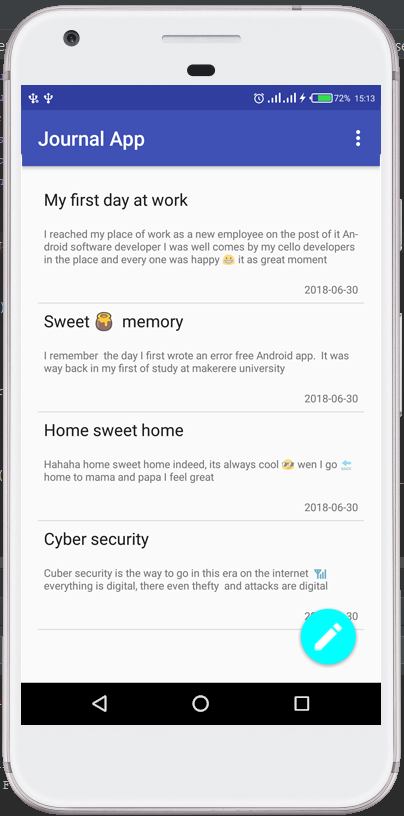 72% 15:13
Journal App
My first day at work
I reached my place of work as a new employee on the post of it An-
droid software developer I was well comes by my cello developers
in the place and every one was happy 😁 it as great moment
2018-06-30
Sweet 🍯 memory
I remember the day I first wrote an error free Android app. It was
way back in my first of study at makerere university
2018-06-30
Home sweet home
Hahaha home sweet home indeed, its always cool 🤣 wen I go 🔙
home to mama and papa I feel great
2018-06-30
Cyber security
Cuber security is the way to go in this era on the internet 📶
everything is digital, there even thefty and attacks are digital
30